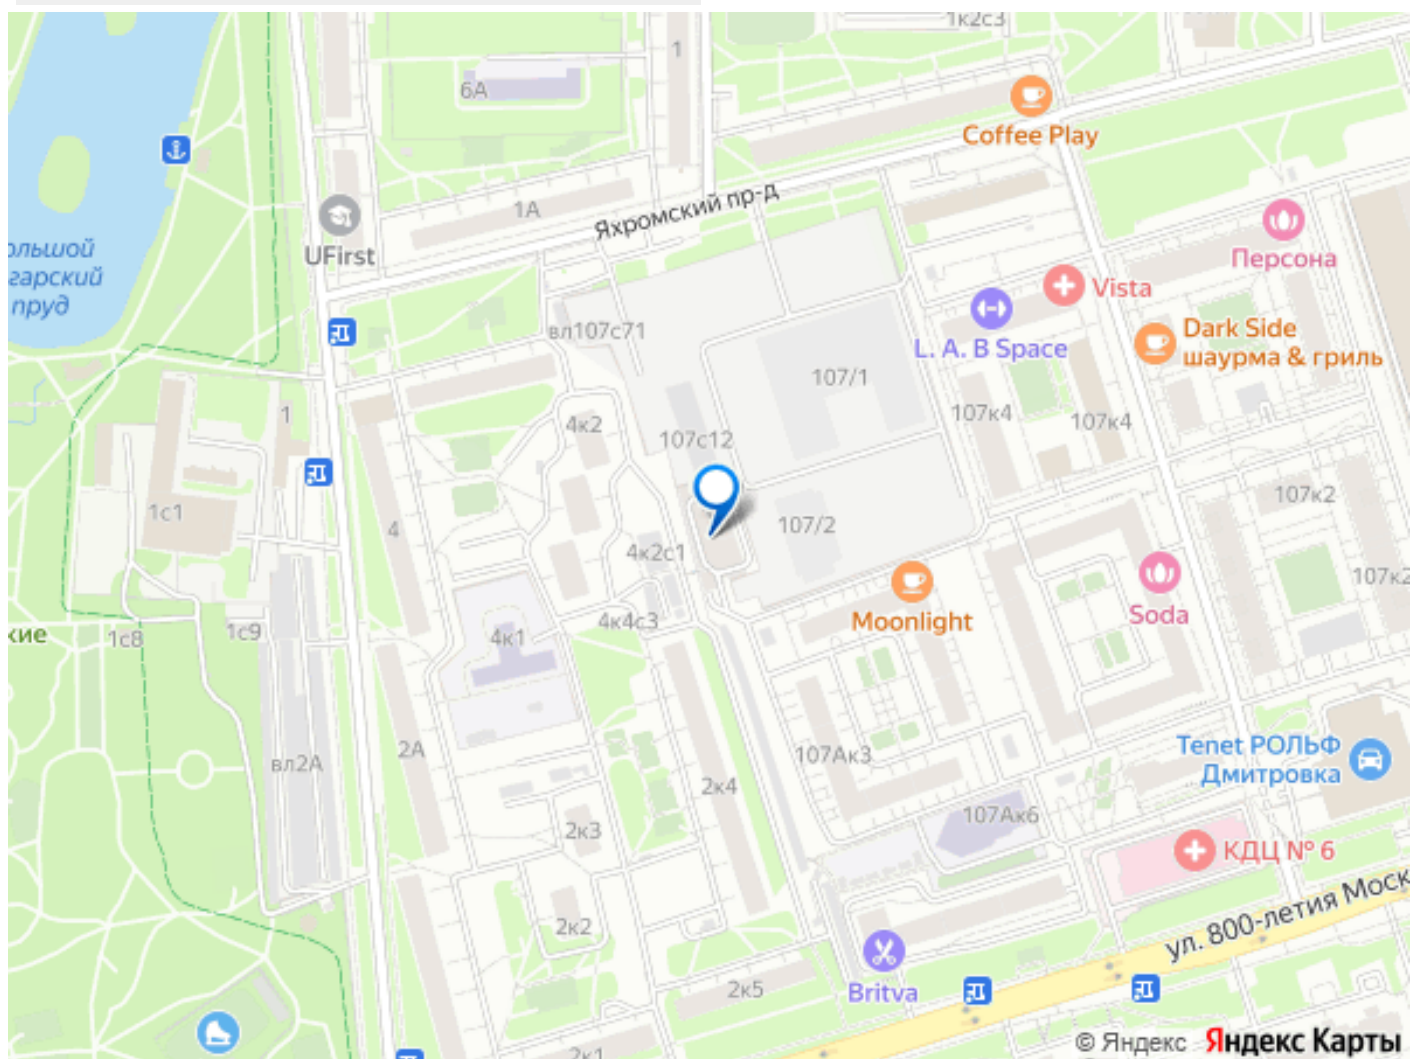 1к2с3
1
6А
Coffee Play
1А
Яхромский пр-д
UFirst
Персона
ольшой
гарский
пруд
Vista
вл107с71
L. A. B Space
Dark Side
шаурма & гриль
107/1
1
4к2
107с12
107к4
107к4
1с1
4
107/2
107к2
4к2с1
107к2
Moonlight
Soda
кие
1с8
1с9
4к1
4к4с3
вл2А
2А
107Ак3
Tenet РОЛЬФ
Дмитровка
2к4
107Ак6
2к3
КДЦ № 6
2к2
ул. 800-летия Моск
Britva
2к5
2к1
© Яндекс Яндекс Карты